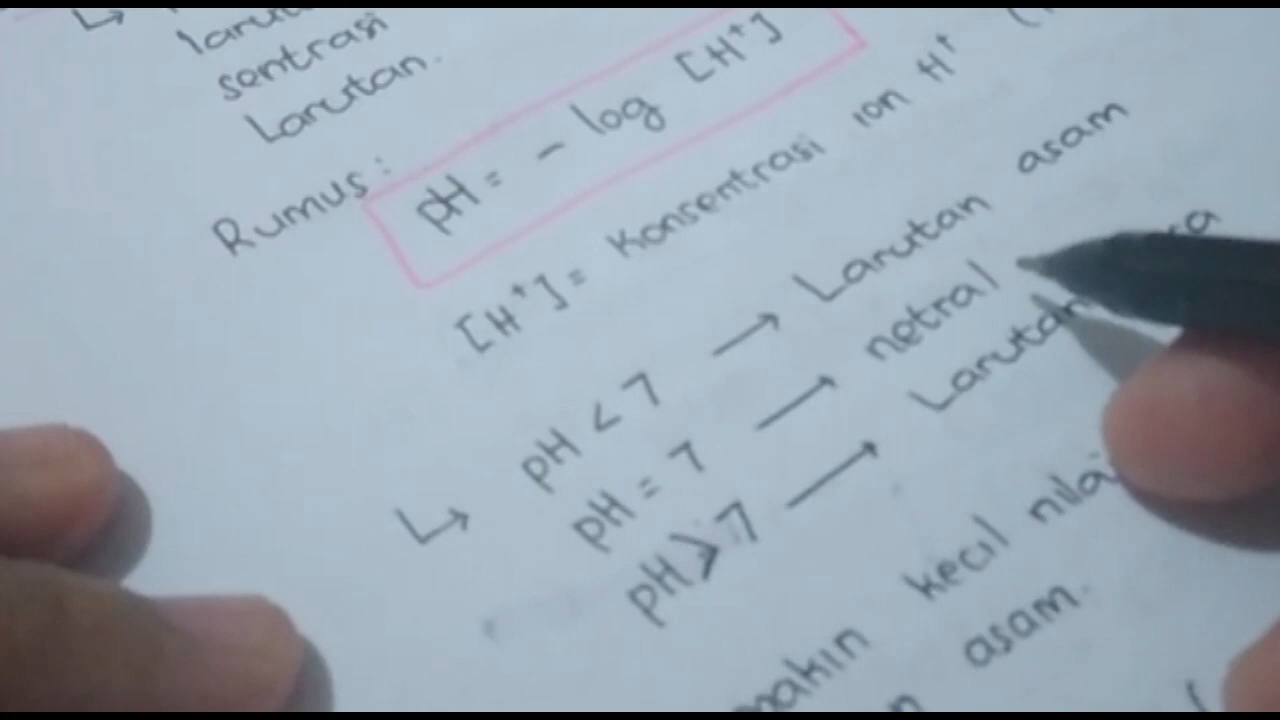 sentrasi
Larutan.
Rumus: pH = - log [H⁺]
[H⁺] = Konsentrasi ion H⁺
↳ pH < 7 → Larutan asam
pH = 7 → netral
pH > 7 → Larutan
kecil nilai
asam.